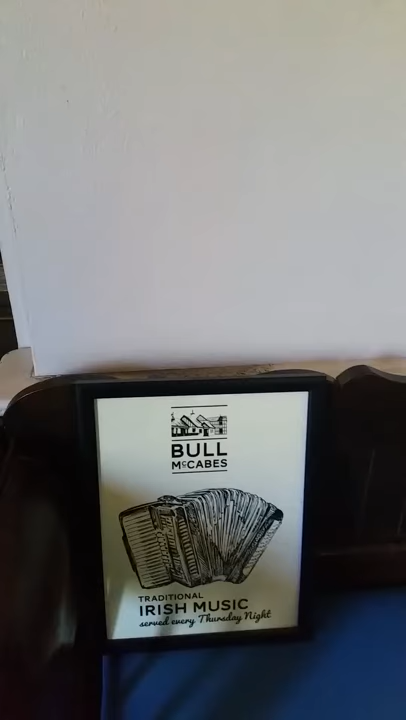 BULL
McCABES
TRADITIONAL
IRISH MUSIC
served every Thursday Night